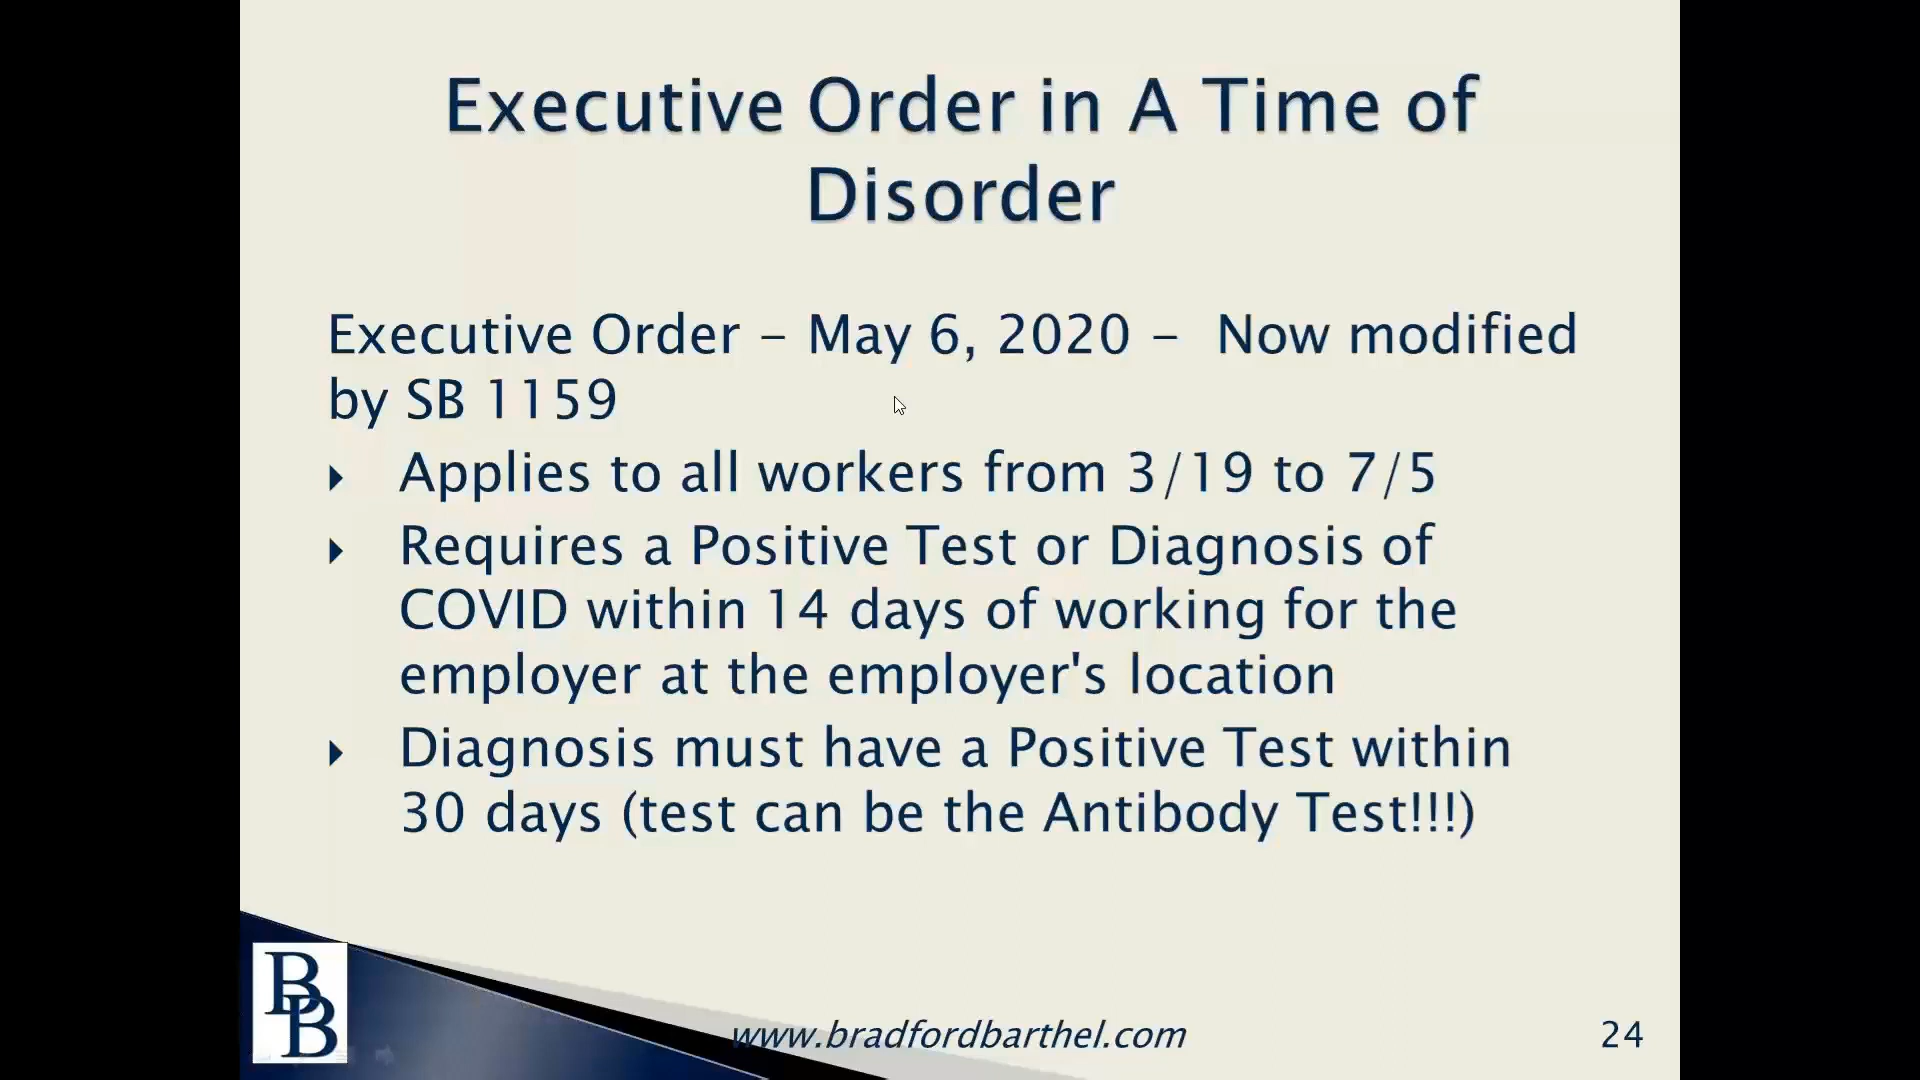 Executive Order in A Time of
Disorder
Executive Order – May 6, 2020 – Now modified
by SB 1159
Applies to all workers from 3/19 to 7/5
Requires a Positive Test or Diagnosis of
COVID within 14 days of working for the
employer at the employer's location
Diagnosis must have a Positive Test within
30 days (test can be the Antibody Test!!!)
BB
www.bradfordbarthel.com
24